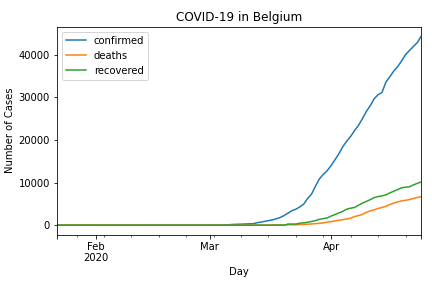 COVID-19 in Belgium
confirmed
deaths
recovered
Number of Cases
40000
30000
20000
10000
0
Feb
2020
Mar
Apr
Day